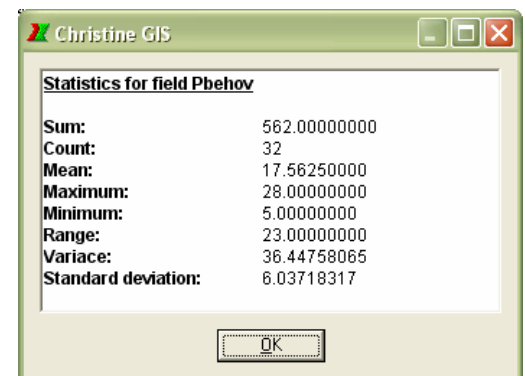 Christine GIS
Statistics for field Pbehov
Sum: 562.00000000
Count: 32
Mean: 17.56250000
Maximum: 28.00000000
Minimum: 5.00000000
Range: 23.00000000
Variace: 36.44758065
Standard deviation: 6.03718317
OK